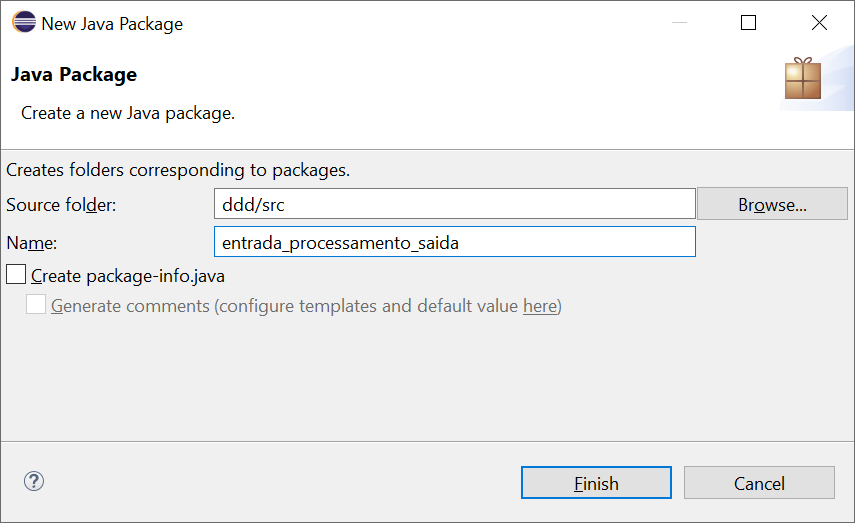 New Java Package
Java Package
Create a new Java package.
Creates folders corresponding to packages.
Source folder: ddd/src Browse...
Name: entrada_processamento_saida
Create package-info.java
Generate comments (configure templates and default value here)
? Finish Cancel